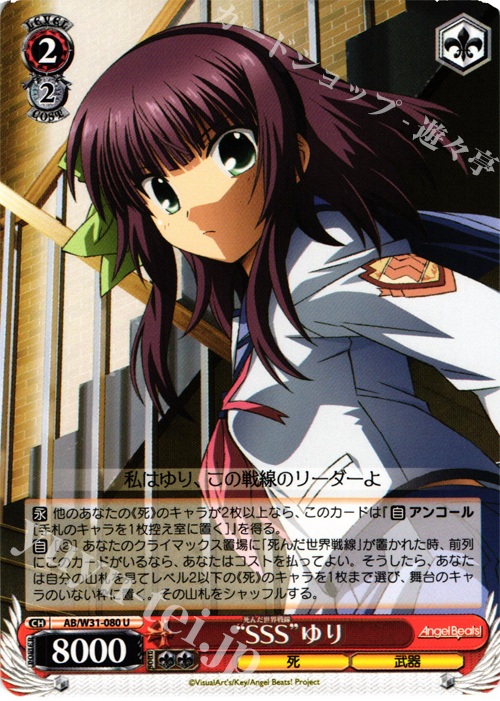 LEVEL
2
2
COST
カードショップ - 遊々亭
私はゆり、この戦線のリーダーよ
永 他のあなたの《死》のキャラが2枚以上なら、このカードは『自 アンコール
[手札のキャラを1枚控え室に置く]』を得る。
自 [②] あなたのクライマックス置場に「死んだ世界戦線」が置かれた時、前列
にこのカードがいるなら、あなたはコストを払ってよい。そうしたら、あなた
は自分の山札を見てレベル2以下の《死》のキャラを1枚まで選び、舞台の
キャラのいない枠に置く。その山札をシャッフルする。
CH AB/W31-080 U
死んだ世界戦線
“SSS”ゆり
Angel Beats!
POWER
8000
SOUL
死
武器
©VisualArt's/Key/Angel Beats! Project
yuyu-tei.jp